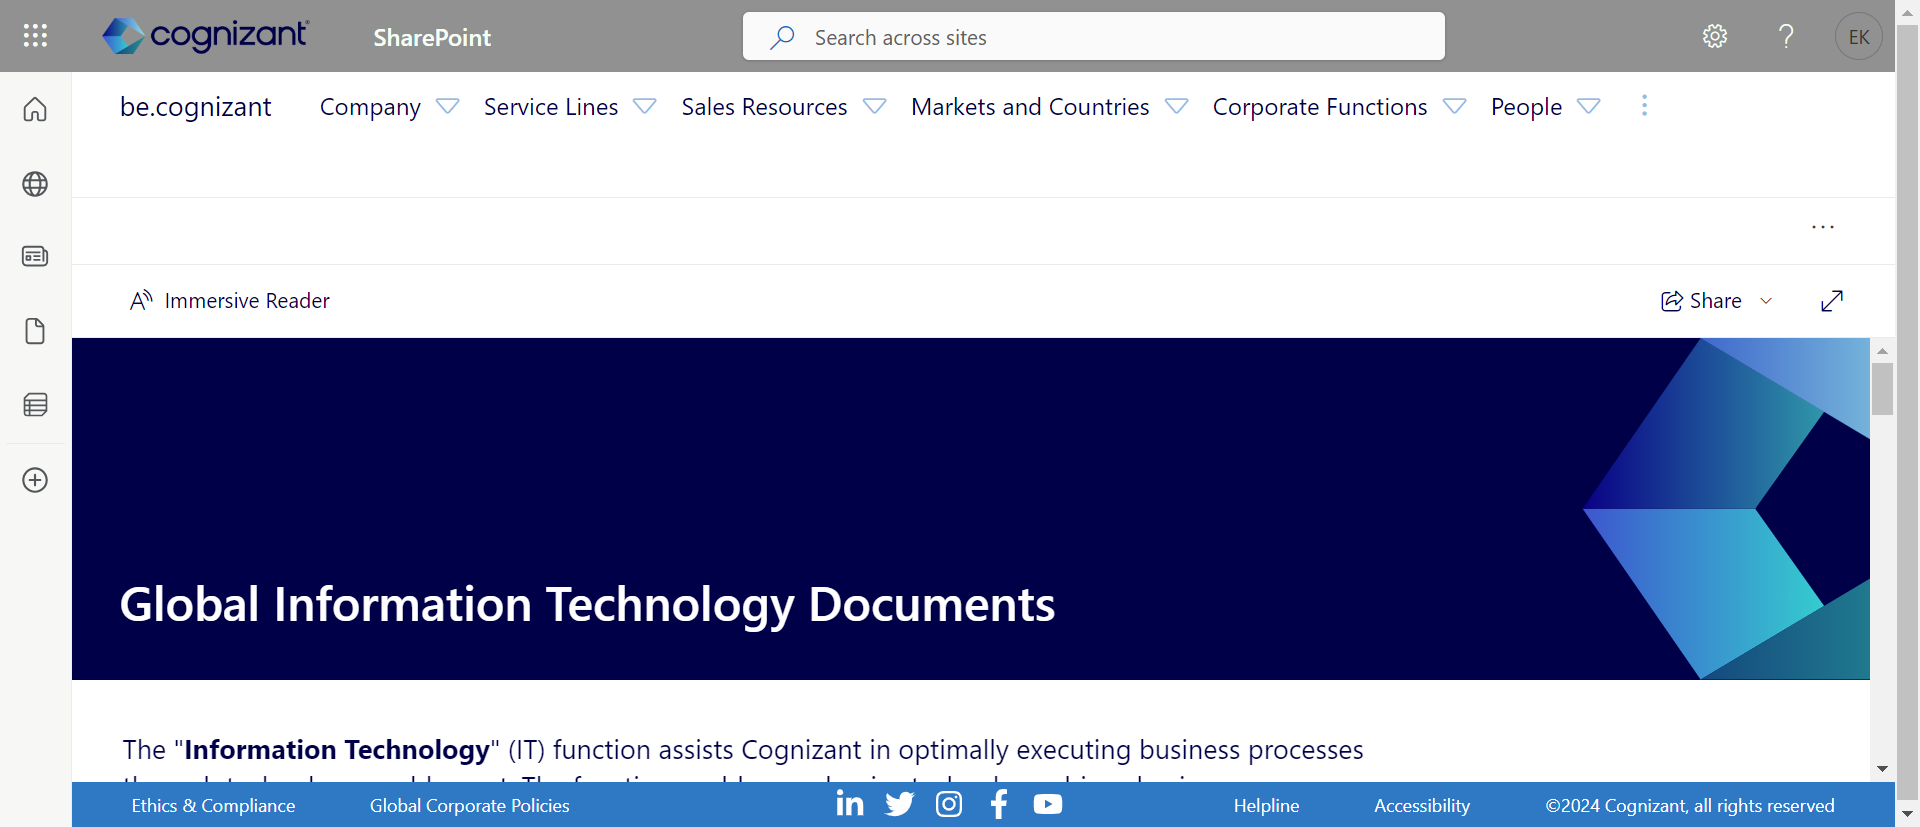 cognizant
SharePoint
Search across sites
EK
be.cognizant
Company
Service Lines
Sales Resources
Markets and Countries
Corporate Functions
People
Immersive Reader
Share
Global Information Technology Documents
The "Information Technology" (IT) function assists Cognizant in optimally executing business processes
Ethics & Compliance
Global Corporate Policies
Helpline
Accessibility
©2024 Cognizant, all rights reserved